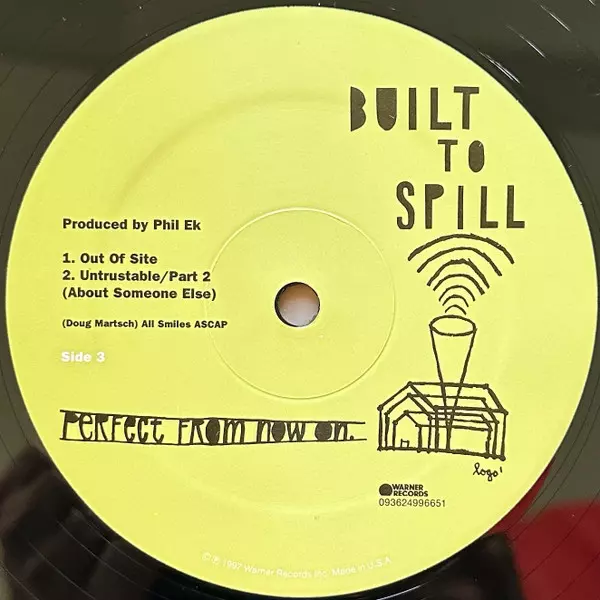 BUILT
TO
SPILL
Produced by Phil Ek
1. Out Of Site
2. Untrustable/Part 2
(About Someone Else)
(Doug Martsch) All Smiles ASCAP
Side 3
PERFECT FROM NOW ON.
logo!
WARNER
RECORDS
093624996651
© ℗ 1997 Warner Records Inc. Made in U.S.A.